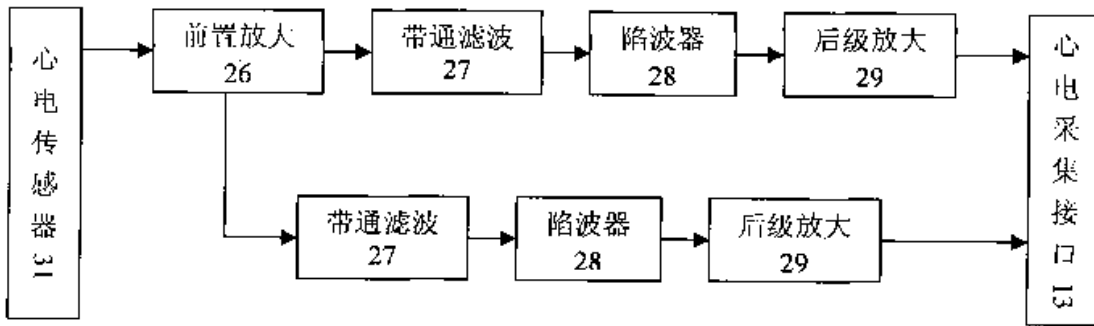 心电传感器31
前置放大
26
带通滤波
27
陷波器
28
后级放大
29
心电采集接口13
带通滤波
27
陷波器
28
后级放大
29